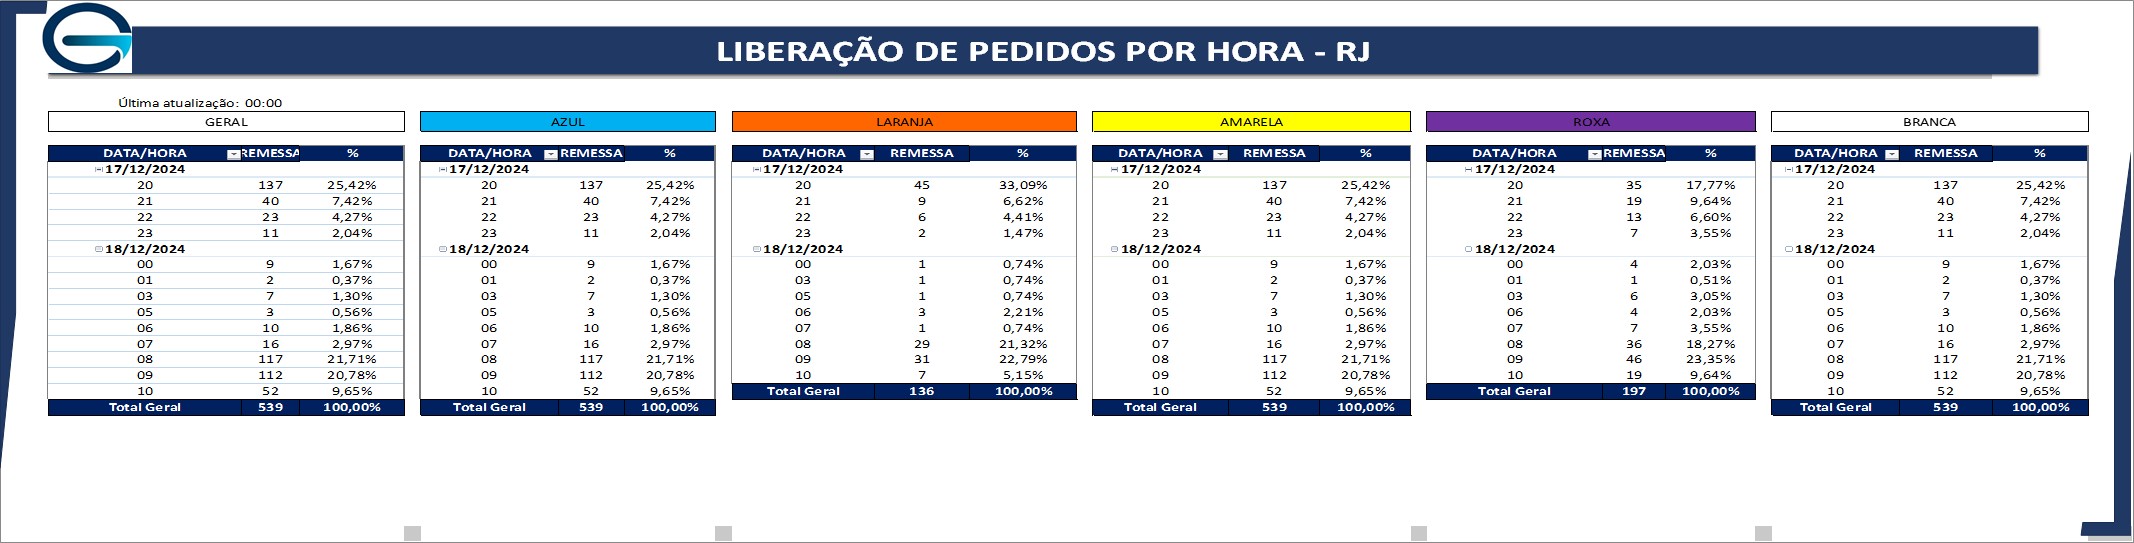 LIBERAÇÃO DE PEDIDOS POR HORA - RJ
Última atualização: 00:00
GERAL AZUL LARANJA AMARELA ROXA BRANCA
DATA/HORA REMESSA % DATA/HORA REMESSA % DATA/HORA REMESSA % DATA/HORA REMESSA % DATA/HORA REMESSA % DATA/HORA REMESSA %
17/12/2024 17/12/2024 17/12/2024 17/12/2024 17/12/2024 17/12/2024
20 137 25,42% 20 137 25,42% 20 45 33,09% 20 137 25,42% 20 35 17,77% 20 137 25,42%
21 40 7,42% 21 40 7,42% 21 9 6,62% 21 40 7,42% 21 19 9,64% 21 40 7,42%
22 23 4,27% 22 23 4,27% 22 6 4,41% 22 23 4,27% 22 13 6,60% 22 23 4,27%
23 11 2,04% 23 11 2,04% 23 2 1,47% 23 11 2,04% 23 7 3,55% 23 11 2,04%
18/12/2024 18/12/2024 18/12/2024 18/12/2024 18/12/2024 18/12/2024
00 9 1,67% 00 9 1,67% 00 1 0,74% 00 9 1,67% 00 4 2,03% 00 9 1,67%
01 2 0,37% 01 2 0,37% 03 1 0,74% 01 2 0,37% 01 1 0,51% 01 2 0,37%
03 7 1,30% 03 7 1,30% 05 1 0,74% 03 7 1,30% 03 6 3,05% 03 7 1,30%
05 3 0,56% 05 3 0,56% 06 3 2,21% 05 3 0,56% 06 4 2,03% 05 3 0,56%
06 10 1,86% 06 10 1,86% 07 1 0,74% 06 10 1,86% 07 7 3,55% 06 10 1,86%
07 16 2,97% 07 16 2,97% 08 29 21,32% 07 16 2,97% 08 36 18,27% 07 16 2,97%
08 117 21,71% 08 117 21,71% 09 31 22,79% 08 117 21,71% 09 46 23,35% 08 117 21,71%
09 112 20,78% 09 112 20,78% 10 7 5,15% 09 112 20,78% 10 19 9,64% 09 112 20,78%
10 52 9,65% 10 52 9,65% Total Geral 136 100,00% 10 52 9,65% Total Geral 197 100,00% 10 52 9,65%
Total Geral 539 100,00% Total Geral 539 100,00% Total Geral 539 100,00% Total Geral 539 100,00%